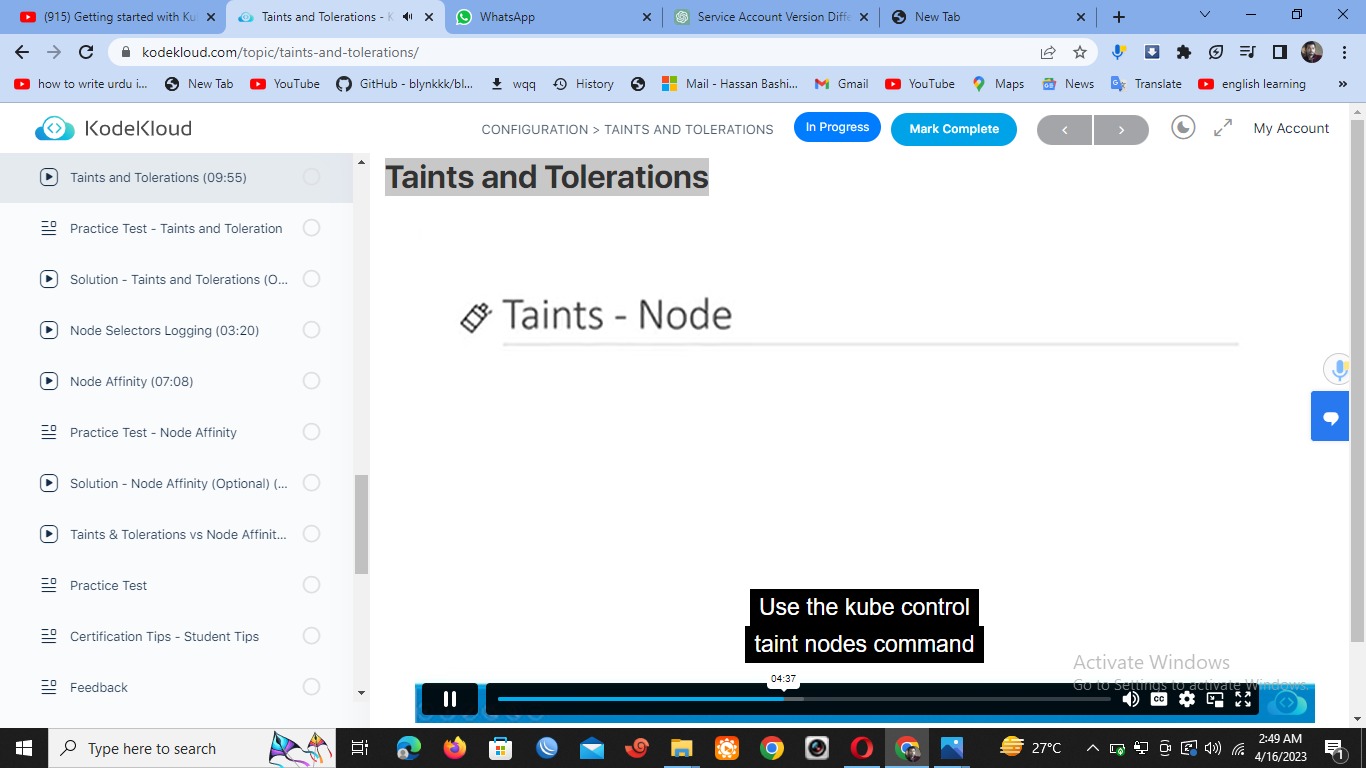 (915) Getting started with Ku
Taints and Tolerations - K
WhatsApp
Service Account Version Diffe
New Tab
kodekloud.com/topic/taints-and-tolerations/
how to write urdu i...
New Tab
YouTube
GitHub - blynkkk/bl...
wqq
History
Mail - Hassan Bashi...
Gmail
YouTube
Maps
News
Translate
english learning
»
KodeKloud
CONFIGURATION > TAINTS AND TOLERATIONS
In Progress
Mark Complete
My Account
Taints and Tolerations (09:55)
Practice Test - Taints and Toleration
Solution - Taints and Tolerations (O...
Node Selectors Logging (03:20)
Node Affinity (07:08)
Practice Test - Node Affinity
Solution - Node Affinity (Optional) (...
Taints & Tolerations vs Node Affinit...
Practice Test
Certification Tips - Student Tips
Feedback
Taints and Tolerations
Taints - Node
Use the kube control
taint nodes command
Activate Windows
Go to Settings to activate Windows.
04:37
CC
Type here to search
27°C
2:49 AM
4/16/2023
1